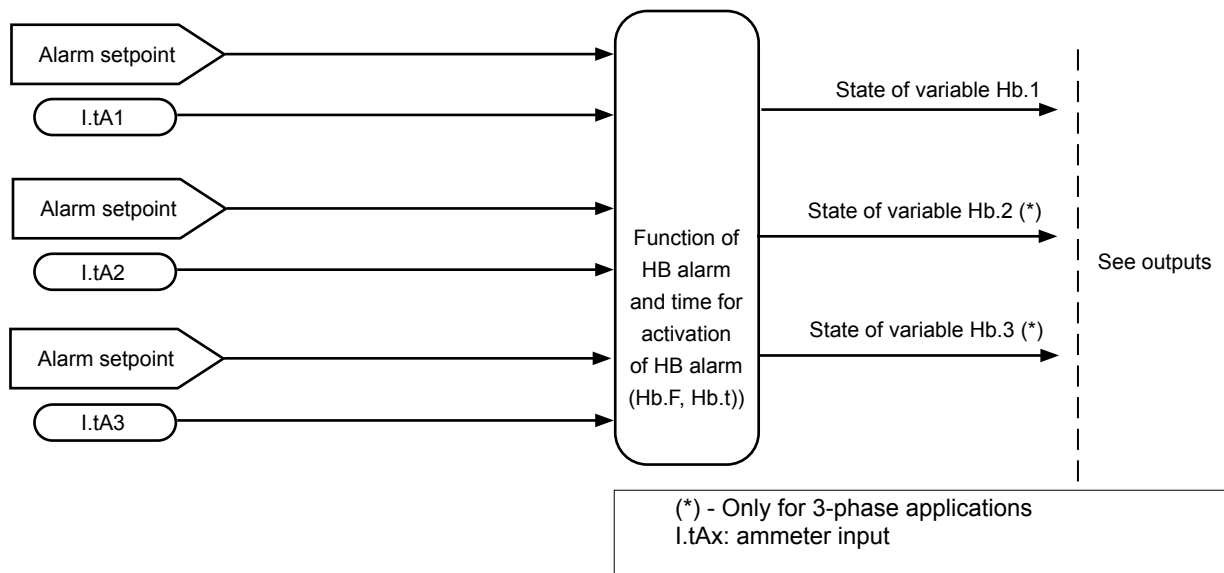 Alarm setpoint
I.tA1
Alarm setpoint
I.tA2
Alarm setpoint
I.tA3
Function of
HB alarm
and time for
activation
of HB alarm
(Hb.F, Hb.t))
State of variable Hb.1
State of variable Hb.2 (*)
State of variable Hb.3 (*)
See outputs
(*) - Only for 3-phase applications
I.tAx: ammeter input